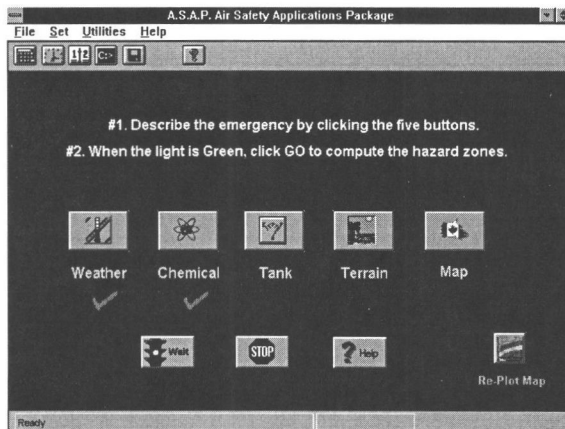 A.S.A.P. Air Safety Applications Package
File Set Utilities Help
#1. Describe the emergency by clicking the five buttons.
#2. When the light is Green, click GO to compute the hazard zones.
Weather Chemical Tank Terrain Map
Wait STOP Help
Re-Plot Map
Ready